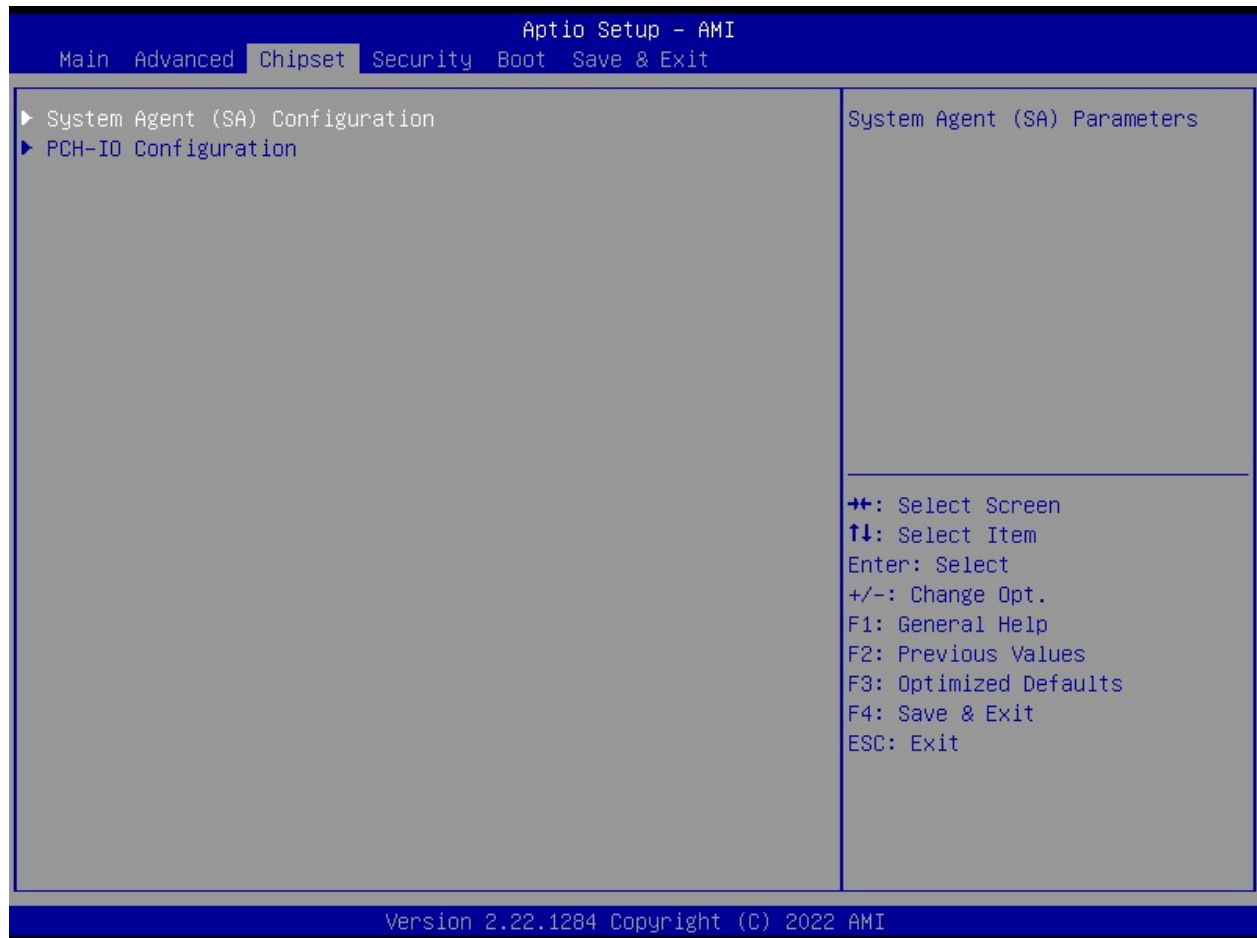 Aptio Setup – AMI
Main Advanced Chipset Security Boot Save & Exit
▶ System Agent (SA) Configuration
▶ PCH-IO Configuration
System Agent (SA) Parameters
→←: Select Screen
↑↓: Select Item
Enter: Select
+/-: Change Opt.
F1: General Help
F2: Previous Values
F3: Optimized Defaults
F4: Save & Exit
ESC: Exit
Version 2.22.1284 Copyright (C) 2022 AMI